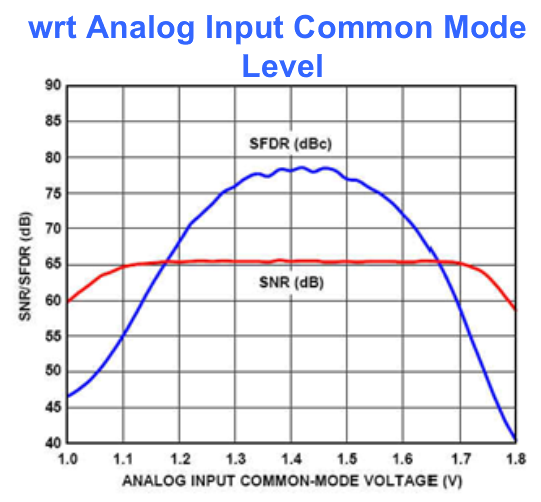 wrt Analog Input Common Mode
Level
90
85
80
75
70
65
60
55
50
45
40
SNR/SFDR (dB)
SFDR (dBc)
SNR (dB)
1.0 1.1 1.2 1.3 1.4 1.5 1.6 1.7 1.8
ANALOG INPUT COMMON-MODE VOLTAGE (V)